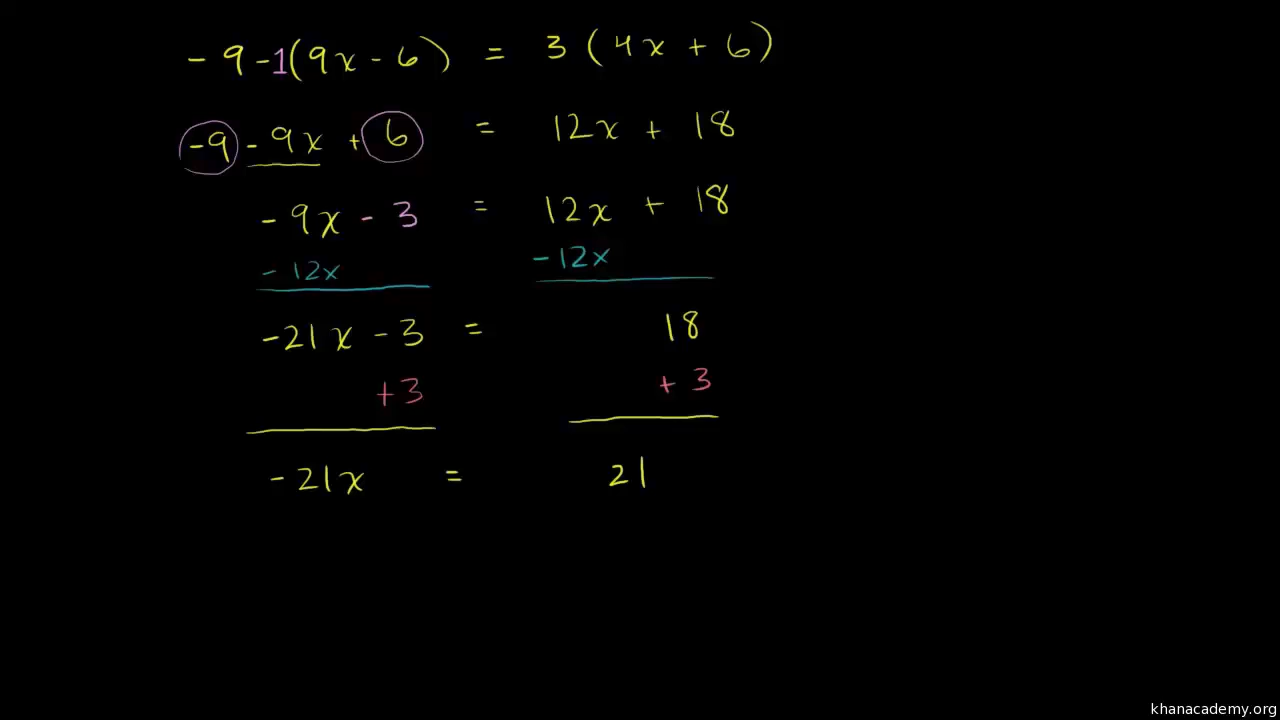 - 9 -1(9x - 6) = 3(4x + 6)
-9 - 9x + 6 = 12x + 18
-9x - 3 = 12x + 18
- 12x - 12x
-21x - 3 = 18
+3 + 3
-21x = 21
khanacademy.org